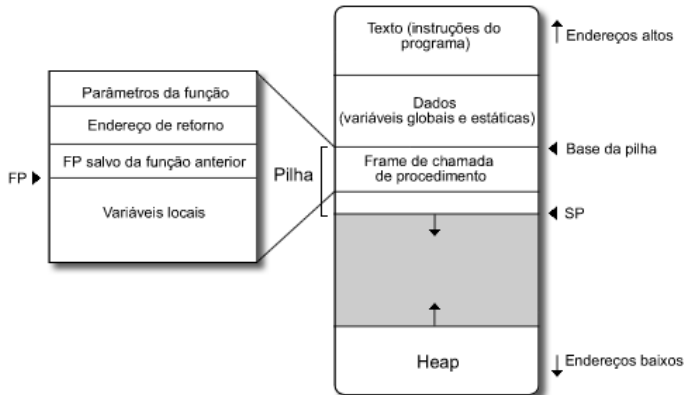 Texto (instruções do
programa)
Endereços altos
Parâmetros da função
Dados
(variáveis globais e estáticas)
Endereço de retorno
Base da pilha
FP salvo da função anterior
Frame de chamada
de procedimento
Pilha
FP
Variáveis locais
SP
Heap
Endereços baixos